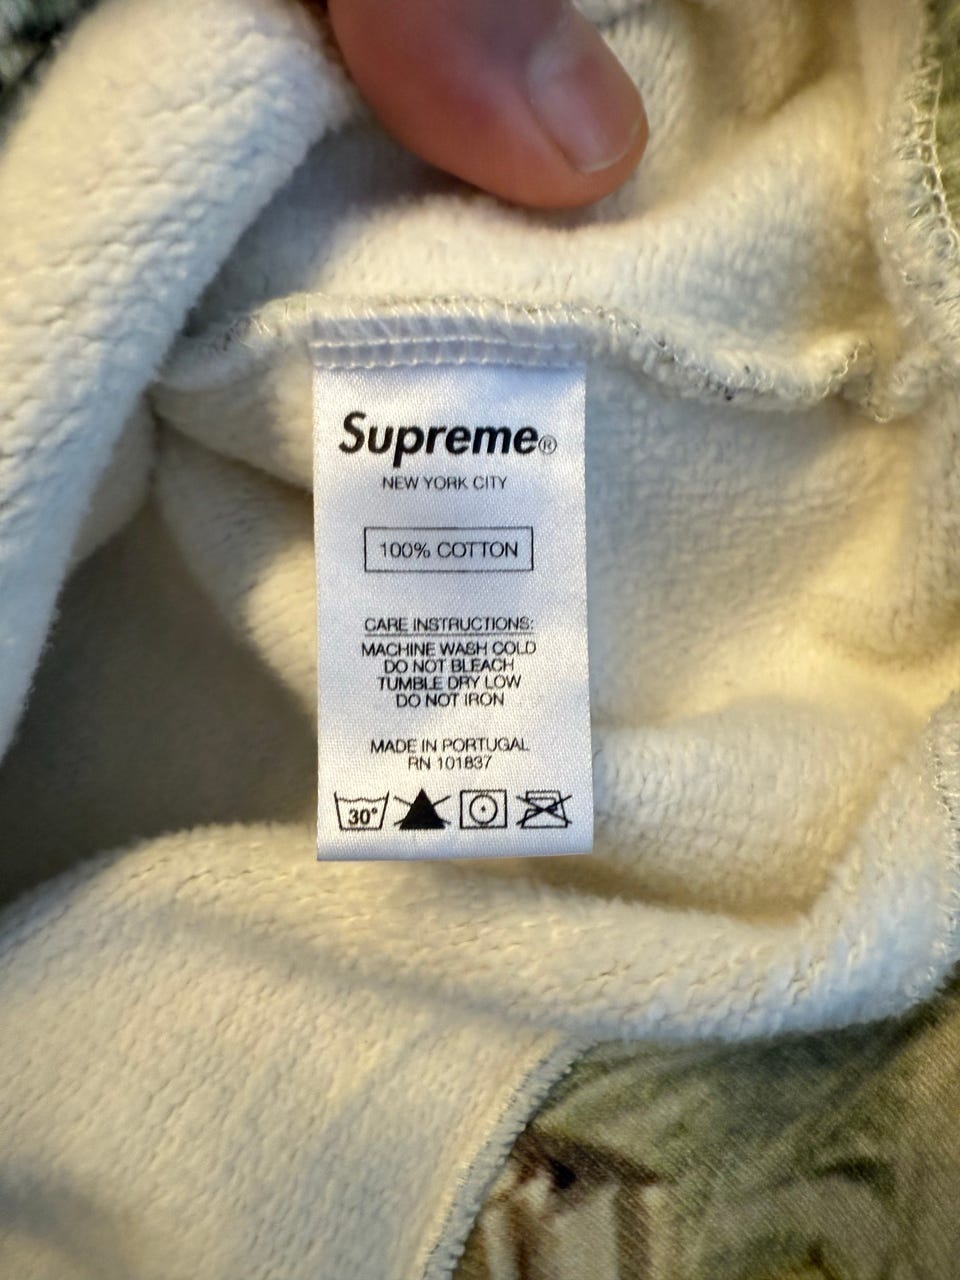 Supreme®
NEW YORK CITY
100% COTTON
CARE INSTRUCTIONS:
MACHINE WASH COLD
DO NOT BLEACH
TUMBLE DRY LOW
DO NOT IRON
MADE IN PORTUGAL
RN 101837
30°